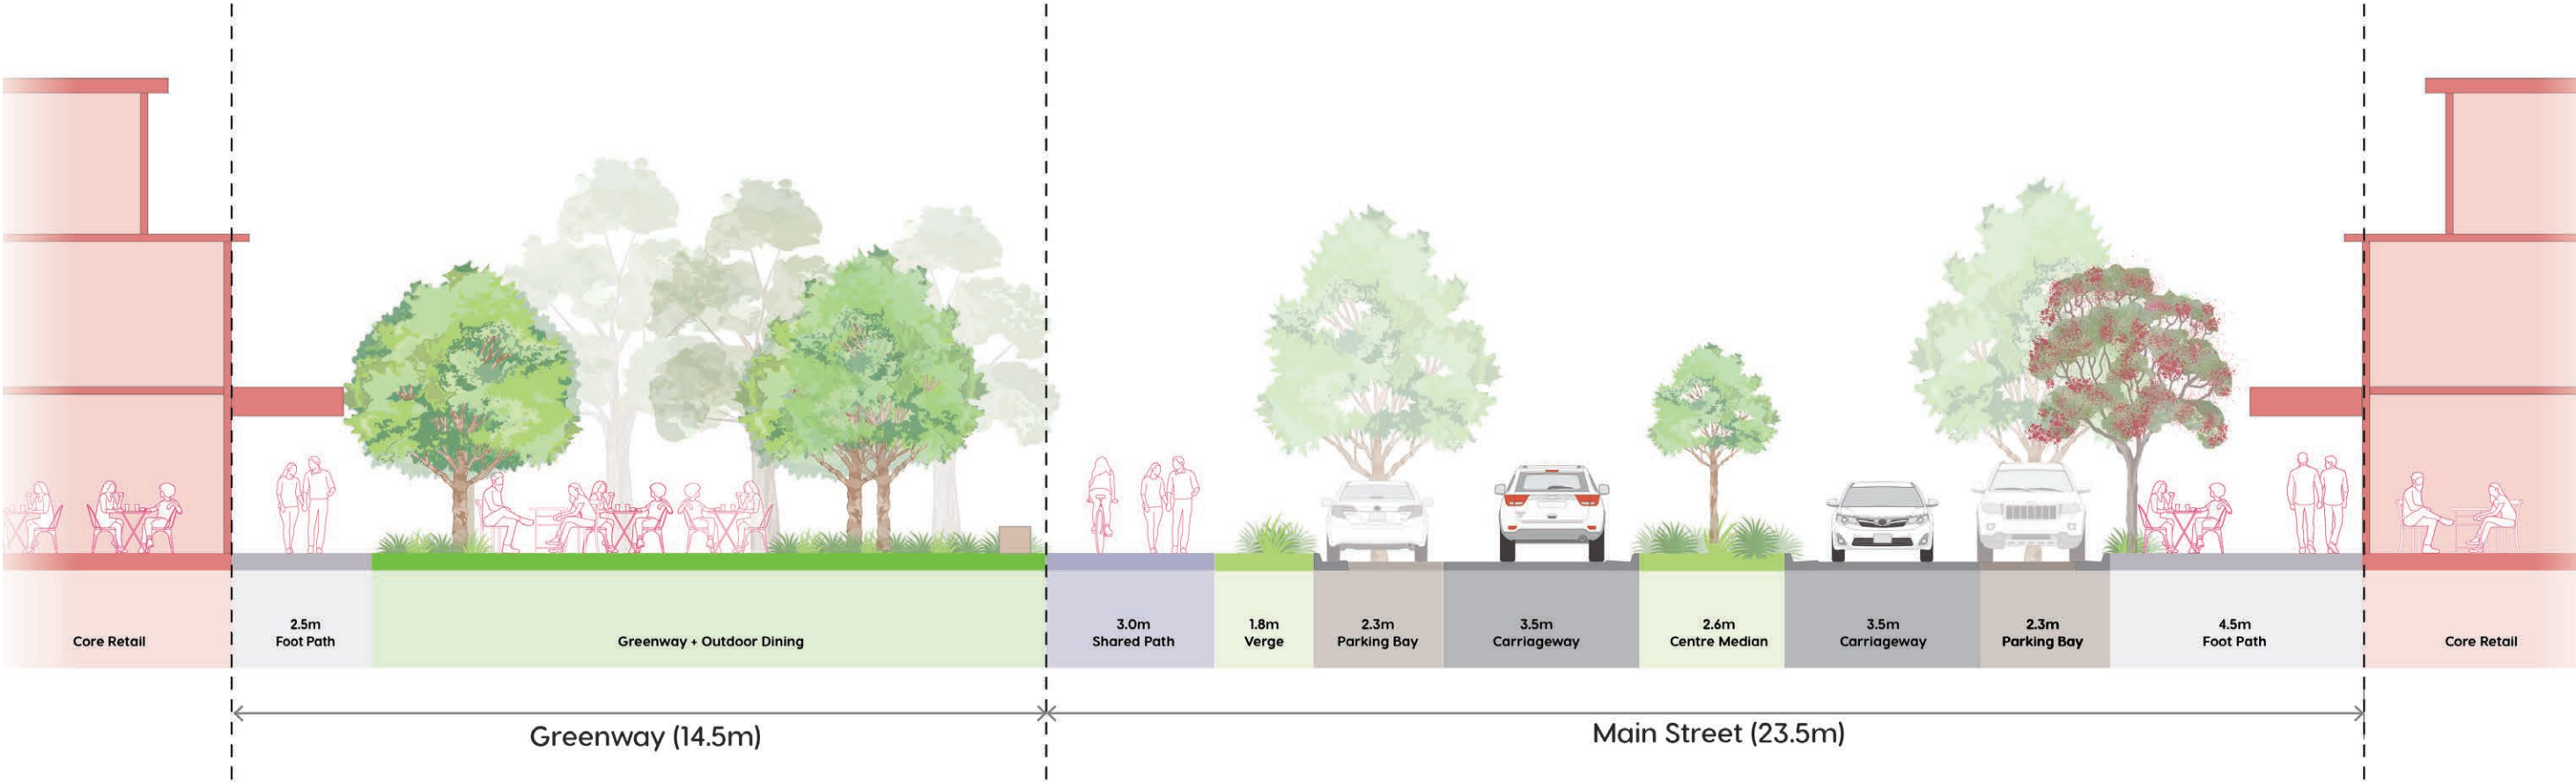 Core Retail
2.5m
Foot Path
Greenway + Outdoor Dining
3.0m
Shared Path
1.8m
Verge
2.3m
Parking Bay
3.5m
Carriageway
2.6m
Centre Median
3.5m
Carriageway
2.3m
Parking Bay
4.5m
Foot Path
Core Retail
Greenway (14.5m)
Main Street (23.5m)